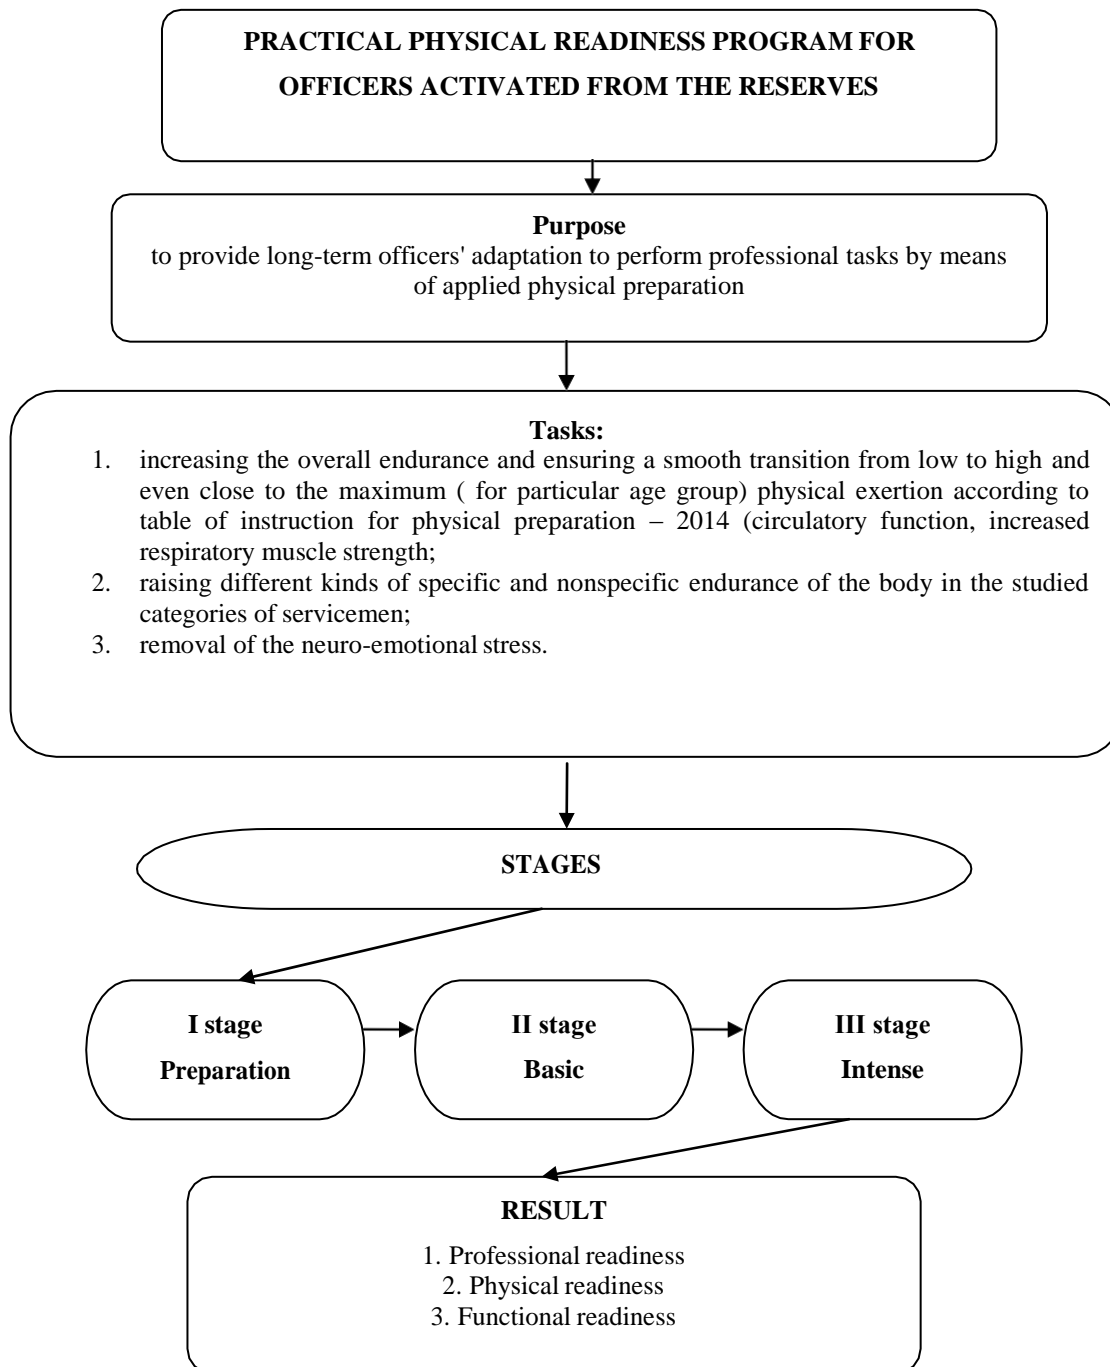 PRACTICAL PHYSICAL READINESS PROGRAM FOR
OFFICERS ACTIVATED FROM THE RESERVES
Purpose
to provide long-term officers' adaptation to perform professional tasks by means
of applied physical preparation
Tasks:
1. increasing the overall endurance and ensuring a smooth transition from low to high and
even close to the maximum ( for particular age group) physical exertion according to
table of instruction for physical preparation – 2014 (circulatory function, increased
respiratory muscle strength;
2. raising different kinds of specific and nonspecific endurance of the body in the studied
categories of servicemen;
3. removal of the neuro-emotional stress.
STAGES
I stage
Preparation
II stage
Basic
III stage
Intense
RESULT
1. Professional readiness
2. Physical readiness
3. Functional readiness